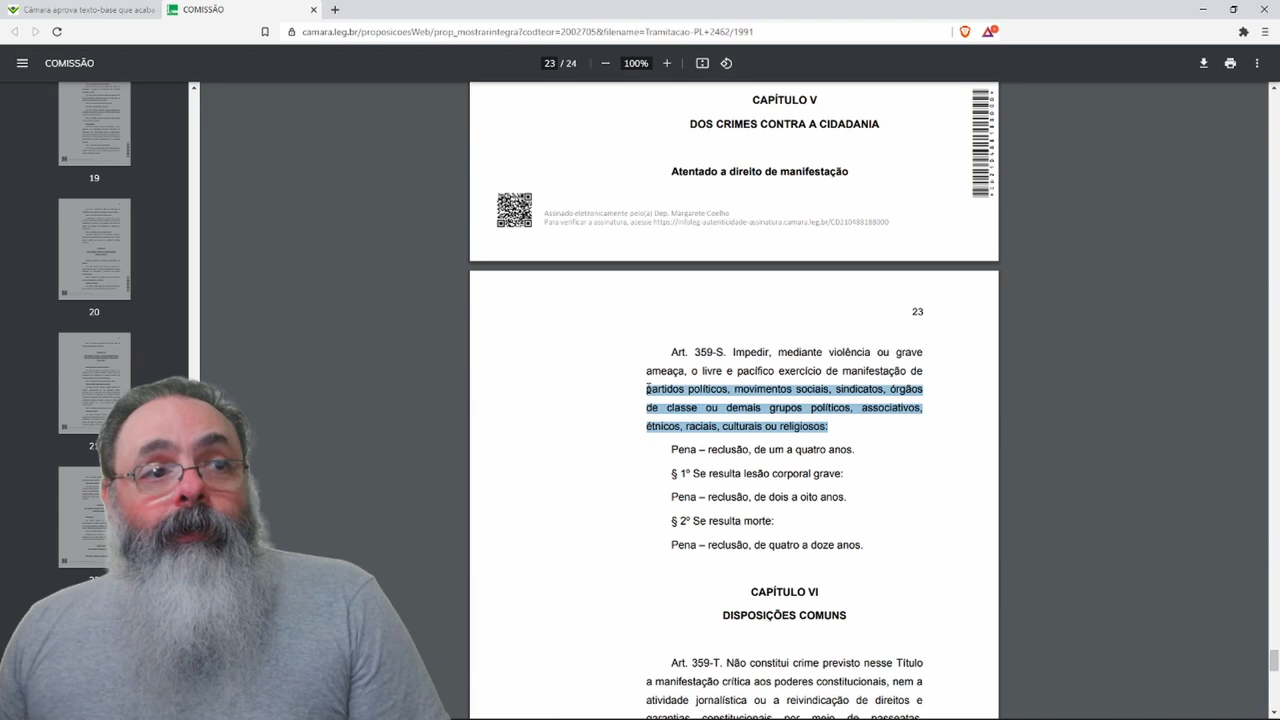 Câmara aprova texto-base que acaba
COMISSÃO
camara.leg.br/proposicoesWeb/prop_mostrarintegra?codteor=2002705&filename=Tramitacao-PL+2462/1991
COMISSÃO
23 / 24
100%
19
20
CAPÍTULO V
DOS CRIMES CONTRA A CIDADANIA
Atentado a direito de manifestação
Assinado eletronicamente pelo(a) Dep. Margarete Coelho
Para verificar a assinatura, acesse https://infoleg-autenticidade-assinatura.camara.leg.br/CD210488188000
23
Art. 359-S. Impedir, mediante violência ou grave
ameaça, o livre e pacífico exercício de manifestação de
partidos políticos, movimentos sociais, sindicatos, órgãos
de classe ou demais grupos políticos, associativos,
étnicos, raciais, culturais ou religiosos:
Pena – reclusão, de um a quatro anos.
§ 1º Se resulta lesão corporal grave:
Pena – reclusão, de dois a oito anos.
§ 2º Se resulta morte:
Pena – reclusão, de quatro a doze anos.
CAPÍTULO VI
DISPOSIÇÕES COMUNS
Art. 359-T. Não constitui crime previsto nesse Título
a manifestação crítica aos poderes constitucionais, nem a
atividade jornalística ou a reivindicação de direitos e
garantias constitucionais por meio de passeatas,